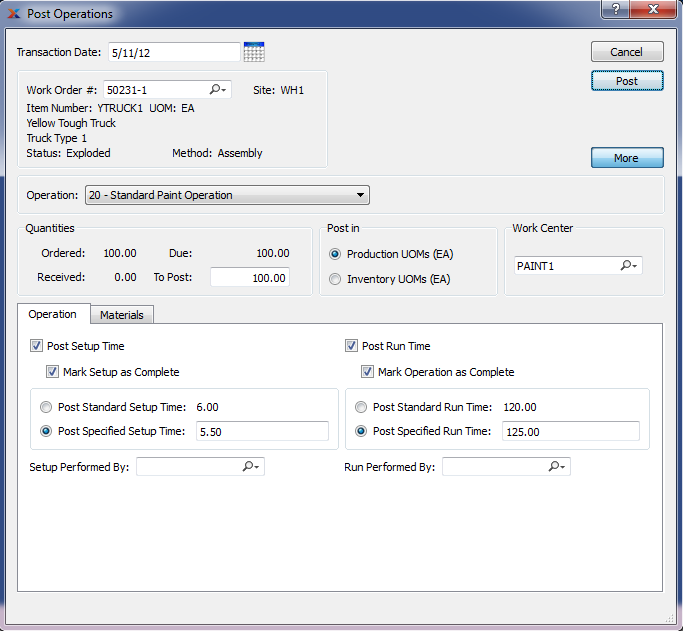 Post Operations
Transaction Date: 5/11/12
Cancel
Work Order #: 50231-1 Site: WH1
Post
Item Number: YTRUCK1 UOM: EA
Yellow Tough Truck
Truck Type 1
Status: Exploded Method: Assembly
More
Operation: 20 - Standard Paint Operation
Quantities Post in Work Center
Ordered: 100.00 Due: 100.00 Production UOMs (EA)
PAINT1
Received: 0.00 To Post: 100.00 Inventory UOMs (EA)
Operation Materials
Post Setup Time Post Run Time
Mark Setup as Complete Mark Operation as Complete
Post Standard Setup Time: 6.00 Post Standard Run Time: 120.00
Post Specified Setup Time: 5.50 Post Specified Run Time: 125.00
Setup Performed By: Run Performed By: